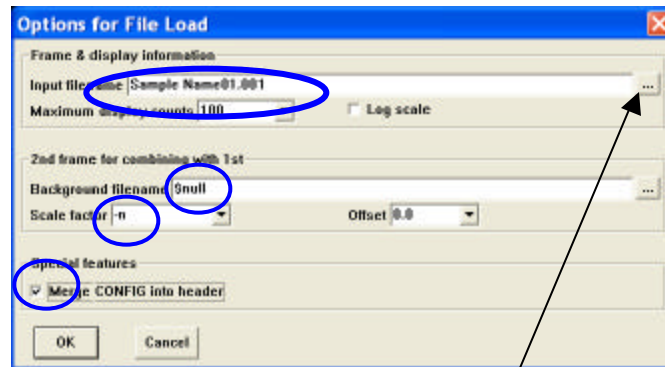 Options for File Load
Frame & display information
Input filename Sample Name01.001 ...
Maximum display counts 100 Log scale
2nd frame for combining with 1st
Background filename $null ...
Scale factor -n Offset 0.0
Special features
Merge CONFIG into header
OK Cancel